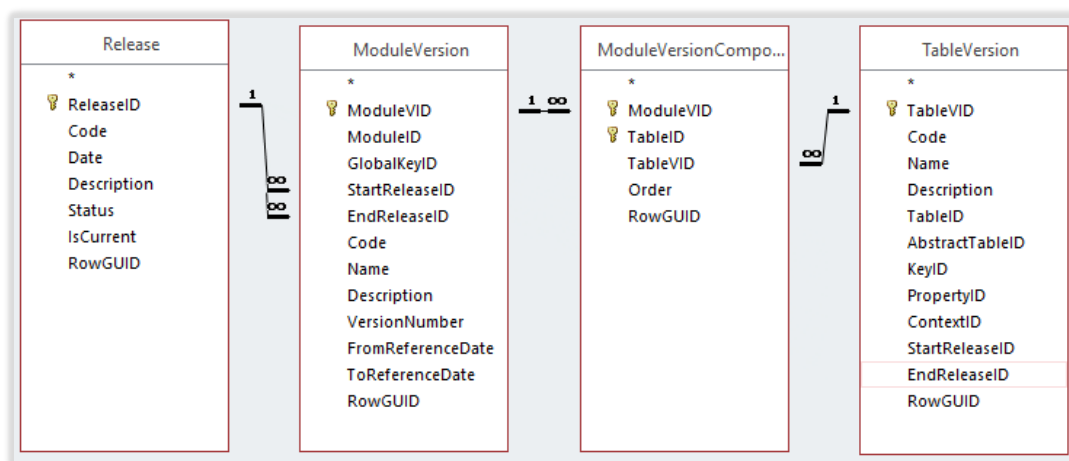 Release
*
ReleaseID
Code
Date
Description
Status
IsCurrent
RowGUID
1
∞
∞
ModuleVersion
*
ModuleVID
ModuleID
GlobalKeyID
StartReleaseID
EndReleaseID
Code
Name
Description
VersionNumber
FromReferenceDate
ToReferenceDate
RowGUID
1 ∞
ModuleVersionCompo...
*
ModuleVID
TableID
TableVID
Order
RowGUID
1
∞
TableVersion
*
TableVID
Code
Name
Description
TableID
AbstractTableID
KeyID
PropertyID
ContextID
StartReleaseID
EndReleaseID
RowGUID